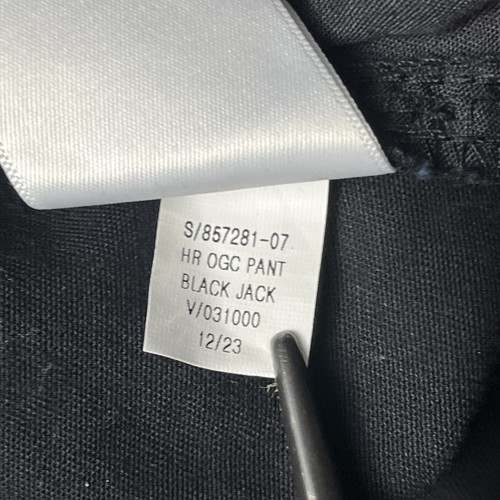 S/857281-07
HR OGC PANT
BLACK JACK
V/031000
12/23